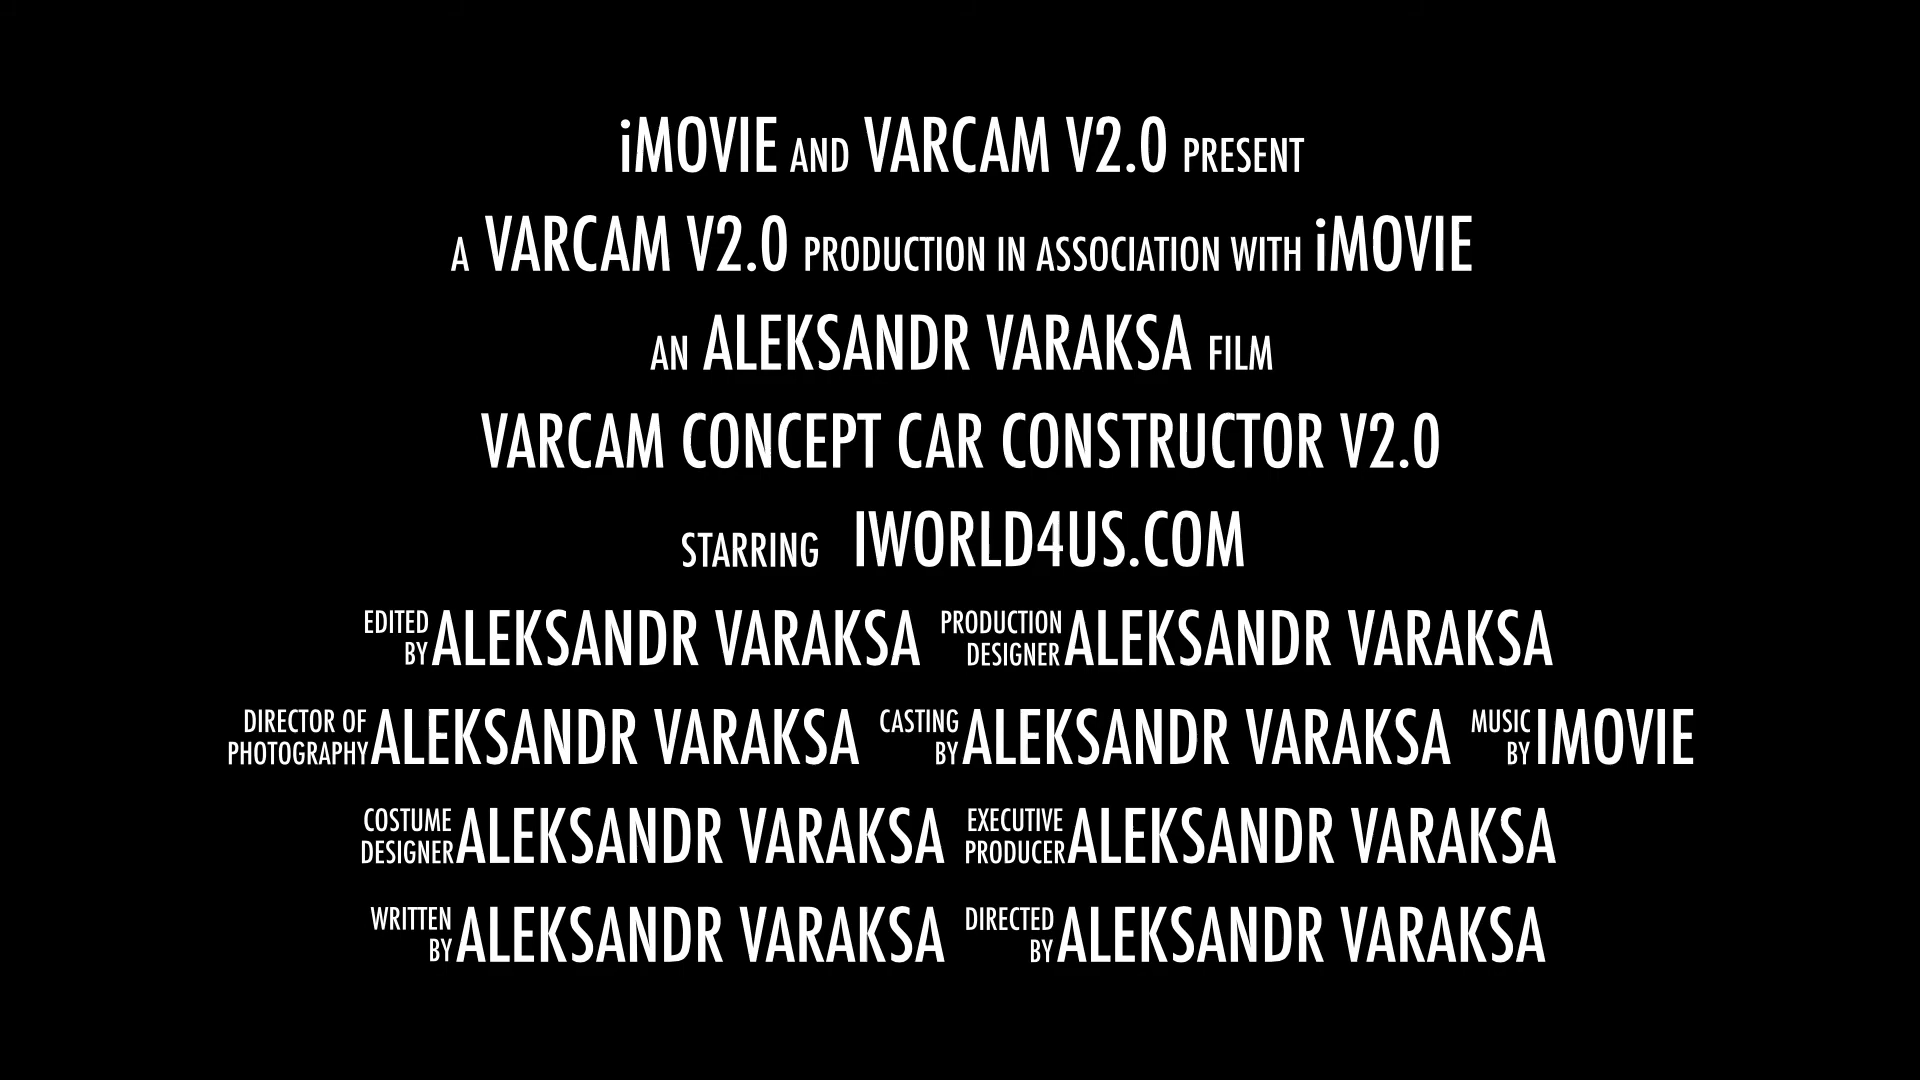 iMOVIE AND VARCAM V2.0 PRESENT
A VARCAM V2.0 PRODUCTION IN ASSOCIATION WITH iMOVIE
AN ALEKSANDR VARAKSA FILM
VARCAM CONCEPT CAR CONSTRUCTOR V2.0
STARRING IWORLD4US.COM
EDITED BY ALEKSANDR VARAKSA PRODUCTION DESIGNER ALEKSANDR VARAKSA
DIRECTOR OF PHOTOGRAPHY ALEKSANDR VARAKSA CASTING BY ALEKSANDR VARAKSA MUSIC BY IMOVIE
COSTUME DESIGNER ALEKSANDR VARAKSA EXECUTIVE PRODUCER ALEKSANDR VARAKSA
WRITTEN BY ALEKSANDR VARAKSA DIRECTED BY ALEKSANDR VARAKSA